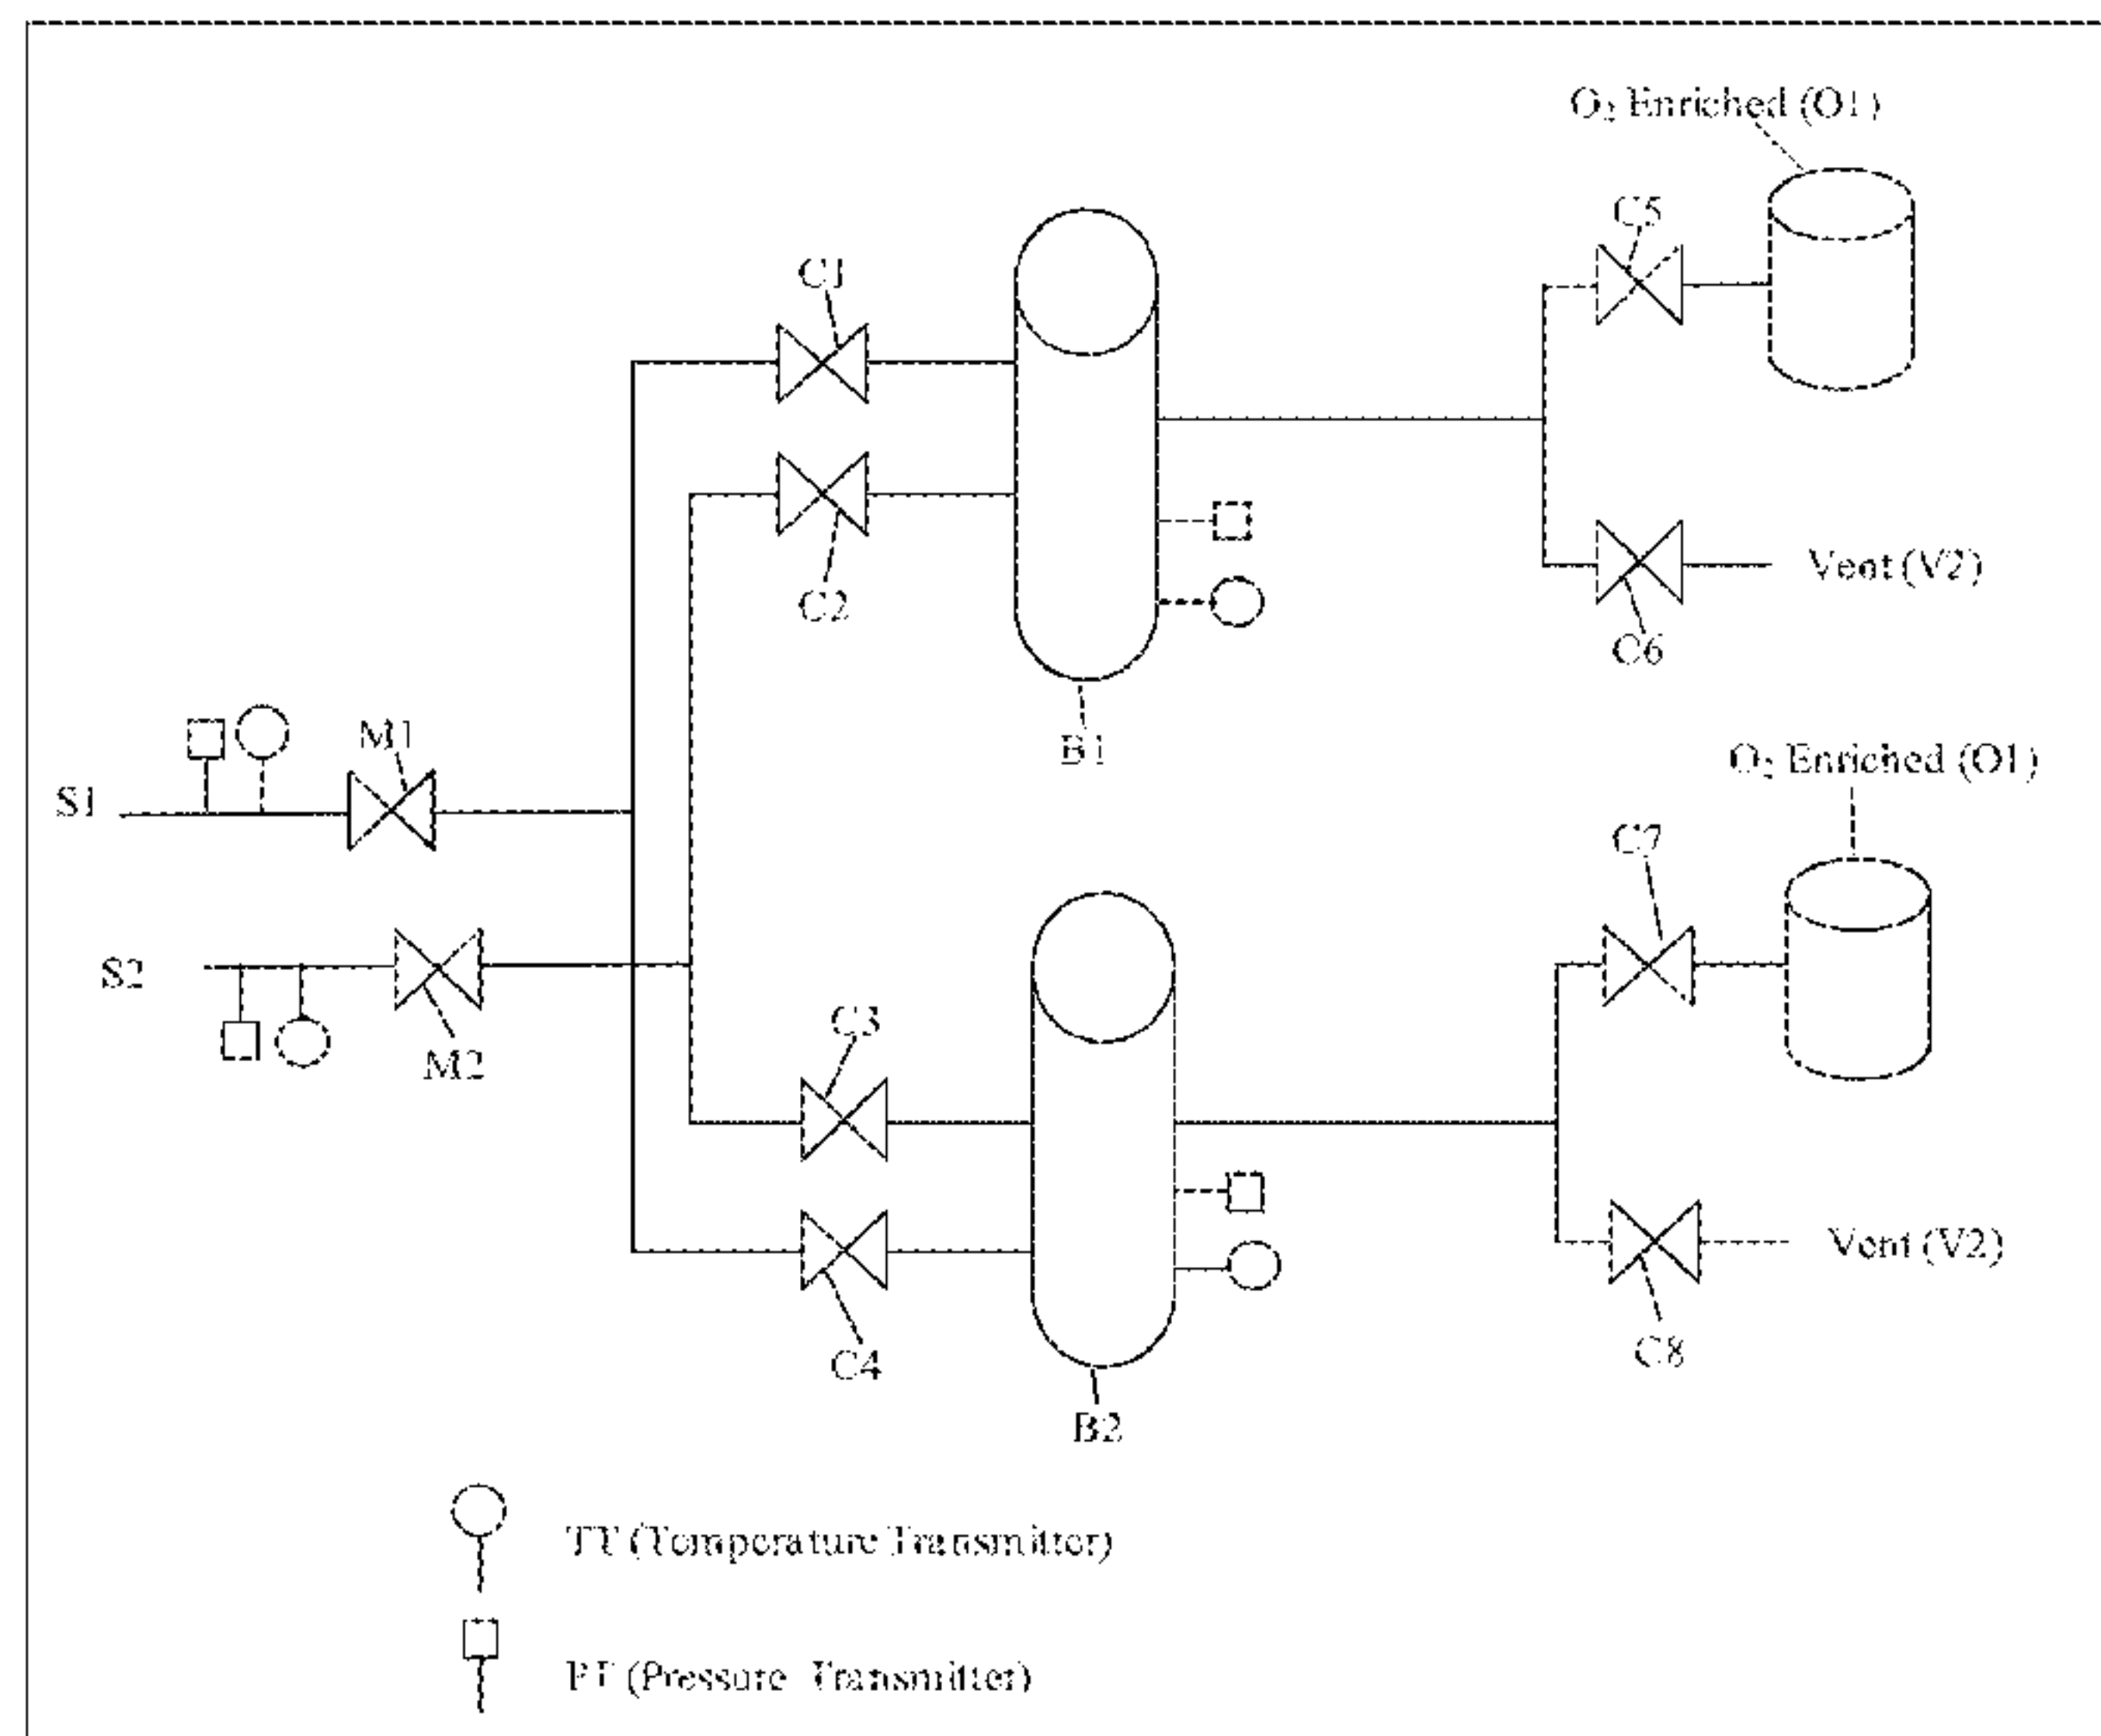 O₂ Enriched (O1)
C5
C1
C2
Vent (V2)
C6
M1
B1
O₂ Enriched (O1)
S1
C7
S2
C3
M2
Vent (V2)
C4
C8
B2
TT (Temperature Transmitter)
PT (Pressure Transmitter)